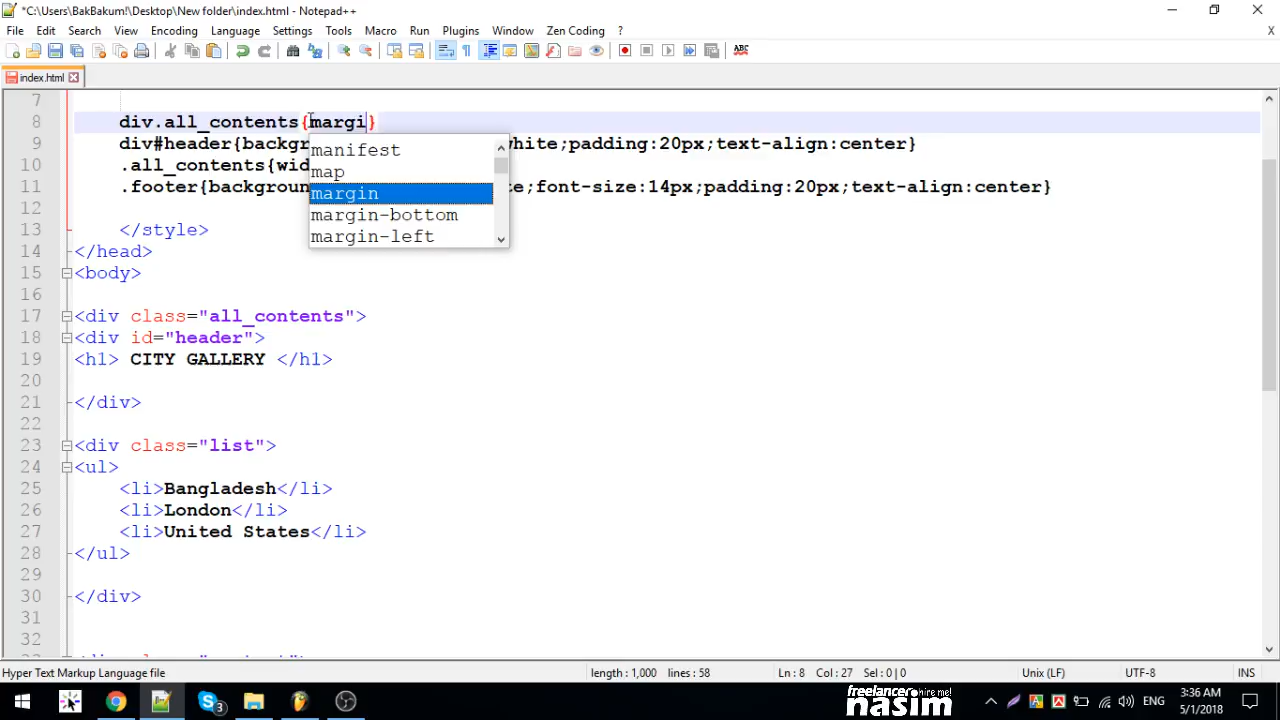 *C:\Users\BakBakum!\Desktop\New folder\index.html - Notepad++
File Edit Search View Encoding Language Settings Tools Macro Run Plugins Window Zen Coding ? X
ABC
index.html
7
8 div.all_contents{margi}
9 div#header{backgr white;padding:20px;text-align:center}
manifest
10 .all_contents{wid
map
11 .footer{backgroun te;font-size:14px;padding:20px;text-align:center}
margin
12
margin-bottom
13 </style>
margin-left
14 </head>
15 <body>
16
17 <div class="all_contents">
18 <div id="header">
19 <h1> CITY GALLERY </h1>
20
21 </div>
22
23 <div class="list">
24 <ul>
25 <li>Bangladesh</li>
26 <li>London</li>
27 <li>United States</li>
28 </ul>
29
30 </div>
31
32
Hyper Text Markup Language file length : 1,000 lines : 58 Ln : 8 Col : 27 Sel : 0 | 0 Unix (LF) UTF-8 INS
3 freelancer hire me! nasim ENG 3:36 AM 5/1/2018